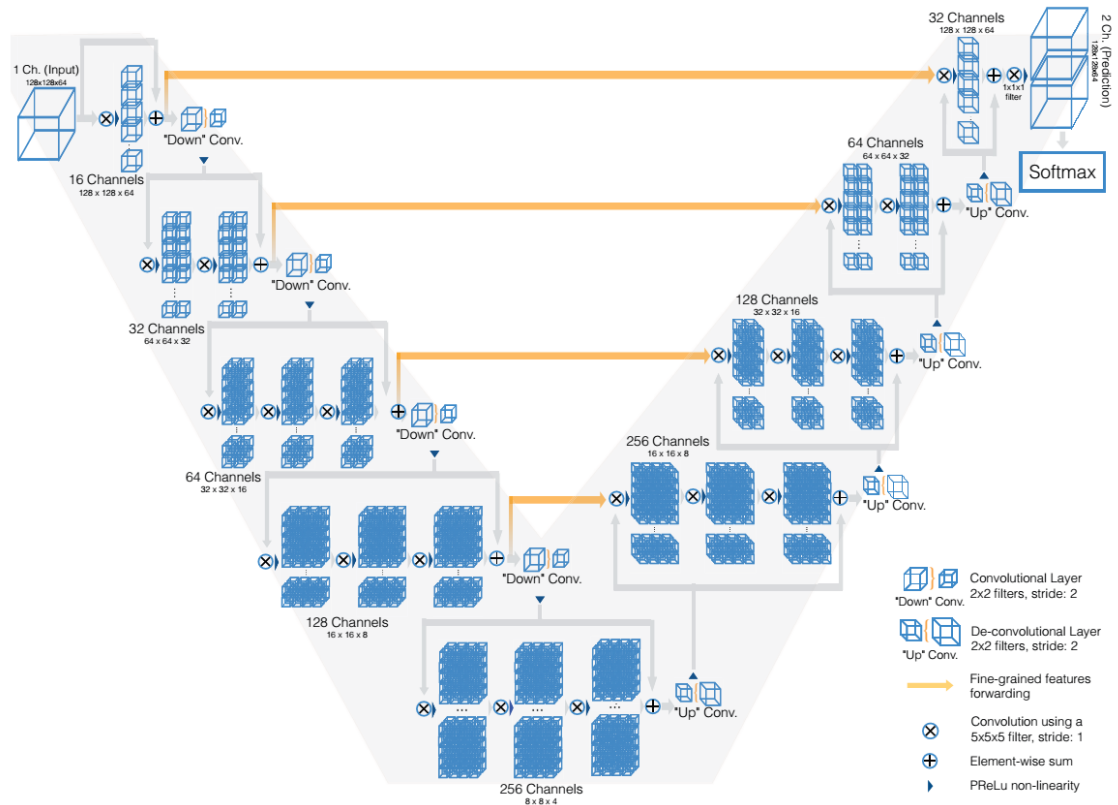 1 Ch. (Input)
128x128x64
16 Channels
128 x 128 x 64
"Down" Conv.
32 Channels
64 x 64 x 32
"Down" Conv.
64 Channels
32 x 32 x 16
"Down" Conv.
128 Channels
16 x 16 x 8
"Down" Conv.
256 Channels
8 x 8 x 4
"Up" Conv.
256 Channels
16 x 16 x 8
"Up" Conv.
128 Channels
32 x 32 x 16
"Up" Conv.
64 Channels
64 x 64 x 32
"Up" Conv.
32 Channels
128 x 128 x 64
1x1x1
filter
2 Ch. (Prediction)
128x128x64
Softmax
"Down" Conv.
Convolutional Layer
2x2 filters, stride: 2
"Up" Conv.
De-convolutional Layer
2x2 filters, stride: 2
Fine-grained features
forwarding
Convolution using a
5x5x5 filter, stride: 1
Element-wise sum
PReLu non-linearity